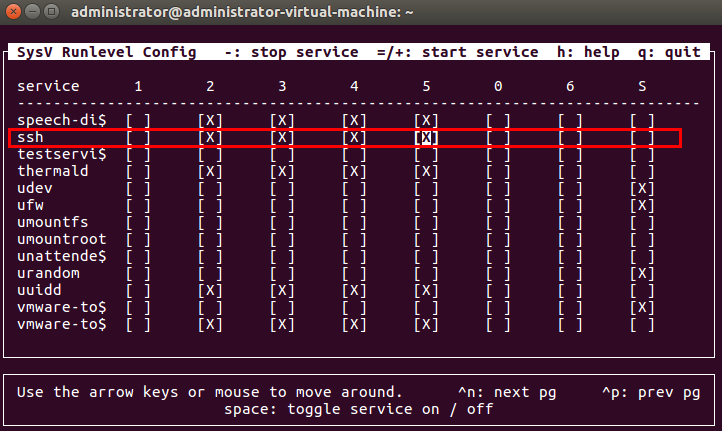 administrator@administrator-virtual-machine: ~
SysV Runlevel Config   -: stop service  =/+: start service  h: help  q: quit
service      1       2       3       4       5       0       6       S
----------------------------------------------------------------------------
speech-di$  [ ]     [X]     [X]     [X]     [X]     [ ]     [ ]     [ ]
ssh         [ ]     [X]     [X]     [X]     [X]     [ ]     [ ]     [ ]
testservi$  [ ]     [ ]     [ ]     [ ]     [ ]     [ ]     [ ]     [ ]
thermald    [ ]     [X]     [X]     [X]     [X]     [ ]     [ ]     [ ]
udev        [ ]     [ ]     [ ]     [ ]     [ ]     [ ]     [ ]     [X]
ufw         [ ]     [ ]     [ ]     [ ]     [ ]     [ ]     [ ]     [X]
umountfs    [ ]     [ ]     [ ]     [ ]     [ ]     [ ]     [ ]     [ ]
umountroot  [ ]     [ ]     [ ]     [ ]     [ ]     [ ]     [ ]     [ ]
unattende$  [ ]     [ ]     [ ]     [ ]     [ ]     [ ]     [ ]     [ ]
urandom     [ ]     [ ]     [ ]     [ ]     [ ]     [ ]     [ ]     [X]
uuidd       [ ]     [X]     [X]     [X]     [X]     [ ]     [ ]     [ ]
vmware-to$  [ ]     [ ]     [ ]     [ ]     [ ]     [ ]     [ ]     [X]
vmware-to$  [ ]     [X]     [X]     [X]     [X]     [ ]     [ ]     [ ]
Use the arrow keys or mouse to move around.      ^n: next pg     ^p: prev pg
space: toggle service on / off